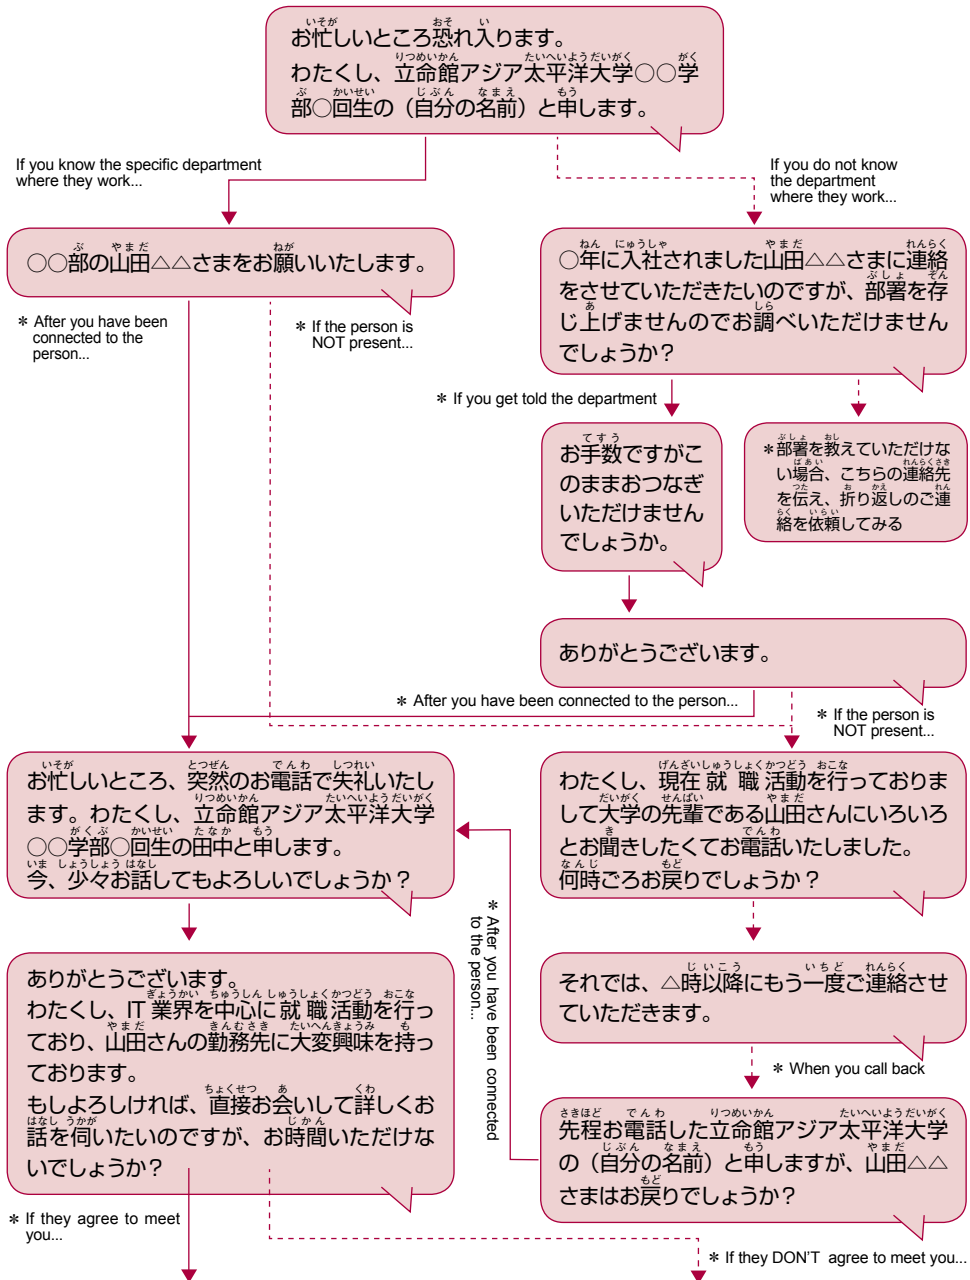 お忙しいところ恐れ入ります。
わたくし、立命館アジア太平洋大学○○学
部○回生の（自分の名前）と申します。
If you know the specific department
where they work...
If you do not know
the department
where they work...
○○部の山田△△さまをお願いいたします。
○年に入社されました山田△△さまに連絡
をさせていただきたいのですが、部署を存
じ上げませんのでお調べいただけません
でしょうか？
＊ After you have been
connected to the
person...
＊ If the person is
NOT present...
＊ If you get told the department
お手数ですがこ
のままおつなぎ
いただけません
でしょうか。
＊部署を教えていただけな
い場合、こちらの連絡先
を伝え、折り返しのご連
絡を依頼してみる
ありがとうございます。
＊ After you have been connected to the person...
＊ If the person is
NOT present...
お忙しいところ、突然のお電話で失礼いたし
ます。わたくし、立命館アジア太平洋大学
○○学部○回生の田中と申します。
今、少々お話してもよろしいでしょうか？
わたくし、現在就職活動を行っておりま
して大学の先輩である山田さんにいろいろ
とお聞きしたくてお電話いたしました。
何時ごろお戻りでしょうか？
＊ After you have been connected
to the person...
ありがとうございます。
わたくし、IT 業界を中心に就職活動を行っ
ており、山田さんの勤務先に大変興味を持っ
ております。
もしよろしければ、直接お会いして詳しくお
話を伺いたいのですが、お時間いただけな
いでしょうか？
それでは、△時以降にもう一度ご連絡させ
ていただきます。
＊ When you call back
先程お電話した立命館アジア太平洋大学
の（自分の名前）と申しますが、山田△△
さまはお戻りでしょうか？
＊ If they agree to meet
you...
＊ If they DON'T agree to meet you...